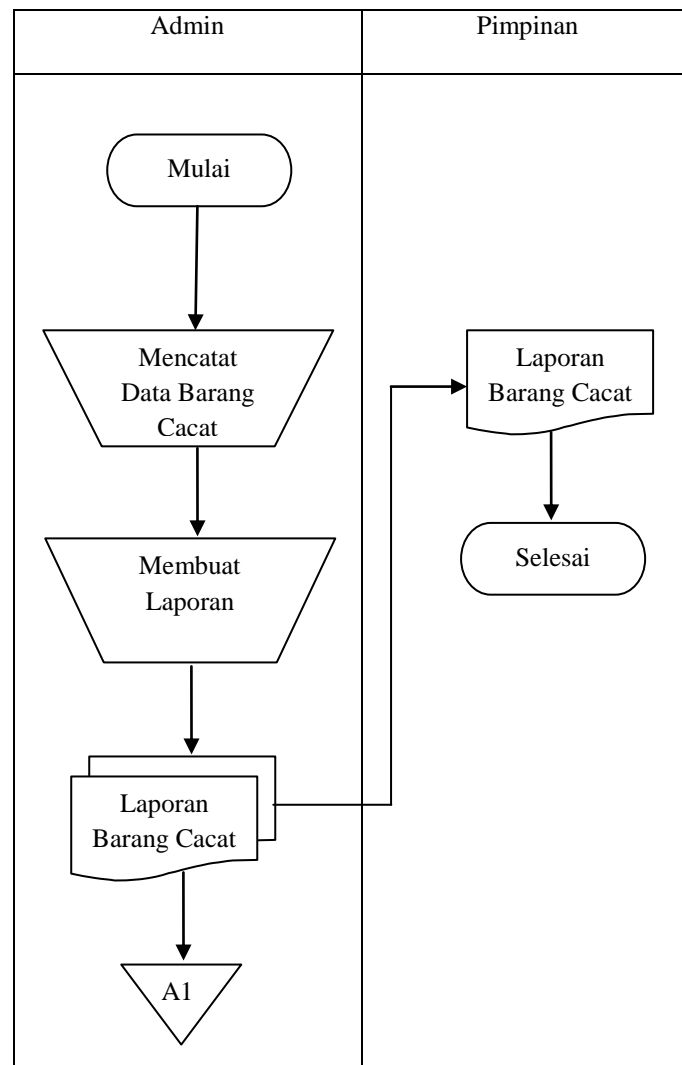 Admin
Pimpinan
Mulai
Mencatat
Data Barang
Cacat
Membuat
Laporan
Laporan
Barang Cacat
A1
Laporan
Barang Cacat
Selesai